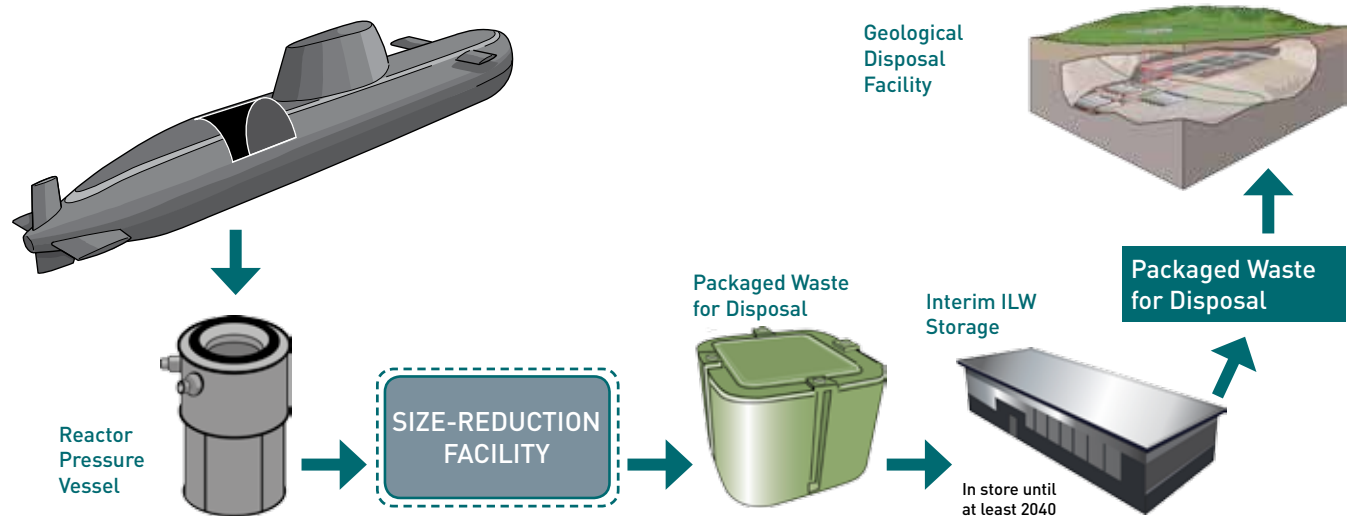 Geological
Disposal
Facility
Reactor
Pressure
Vessel
SIZE-REDUCTION
FACILITY
Packaged Waste
for Disposal
Interim ILW
Storage
In store until
at least 2040
Packaged Waste
for Disposal